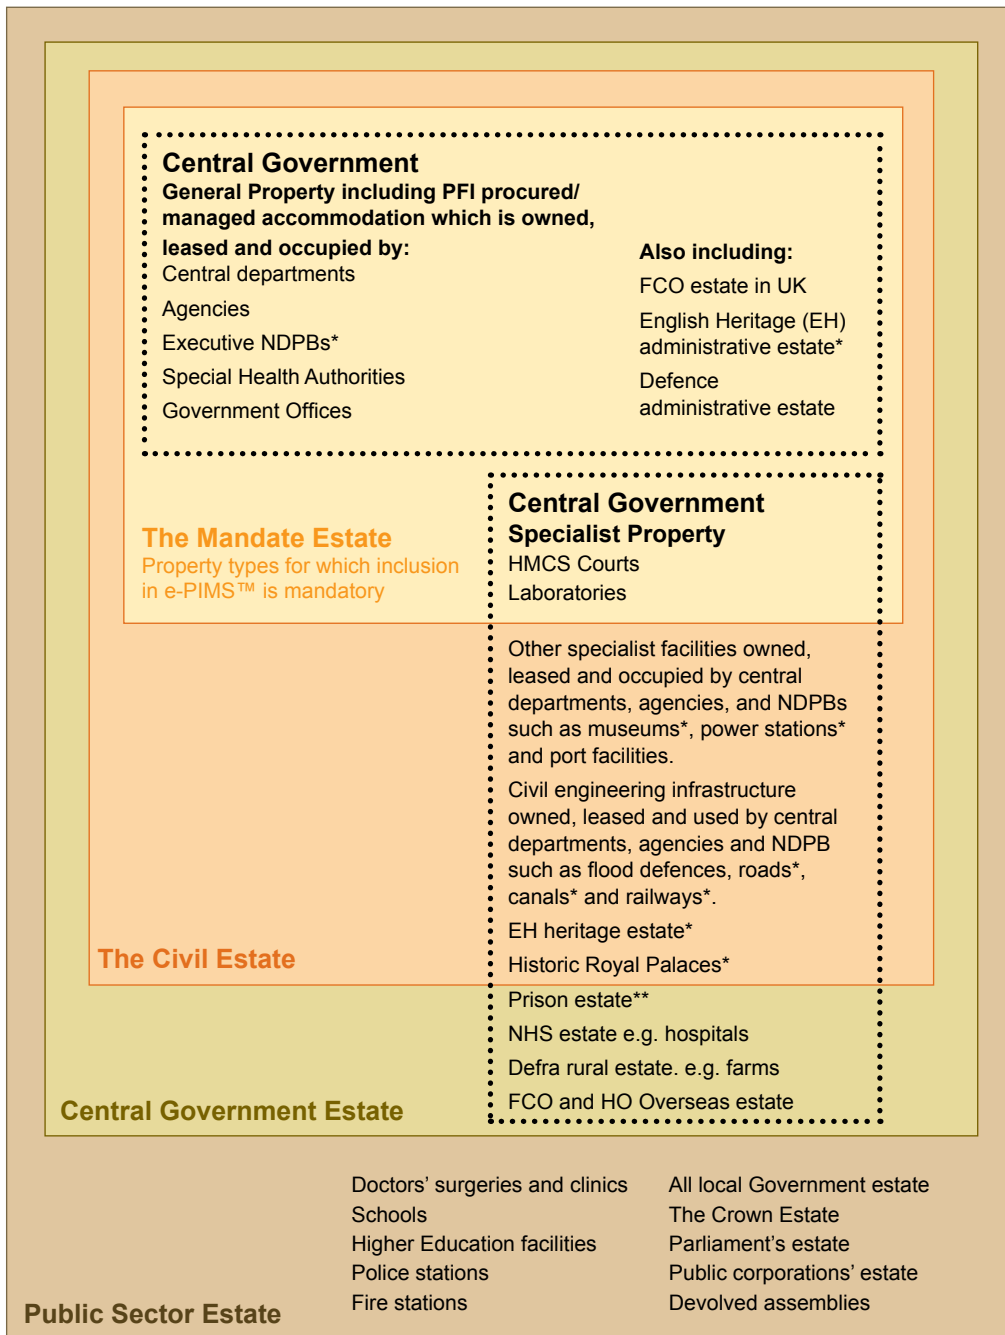 Central Government
General Property including PFI procured/
managed accommodation which is owned,
leased and occupied by:
Central departments
Agencies
Executive NDPBs*
Special Health Authorities
Government Offices
Also including:
FCO estate in UK
English Heritage (EH)
administrative estate*
Defence
administrative estate
The Mandate Estate
Property types for which inclusion
in e-PIMS™ is mandatory
Central Government
Specialist Property
HMCS Courts
Laboratories
Other specialist facilities owned,
leased and occupied by central
departments, agencies, and NDPBs
such as museums*, power stations*
and port facilities.
Civil engineering infrastructure
owned, leased and used by central
departments, agencies and NDPB
such as flood defences, roads*,
canals* and railways*.
EH heritage estate*
Historic Royal Palaces*
The Civil Estate
Prison estate**
NHS estate e.g. hospitals
Defra rural estate. e.g. farms
FCO and HO Overseas estate
Central Government Estate
Doctors' surgeries and clinics
Schools
Higher Education facilities
Police stations
Fire stations
All local Government estate
The Crown Estate
Parliament's estate
Public corporations' estate
Devolved assemblies
Public Sector Estate